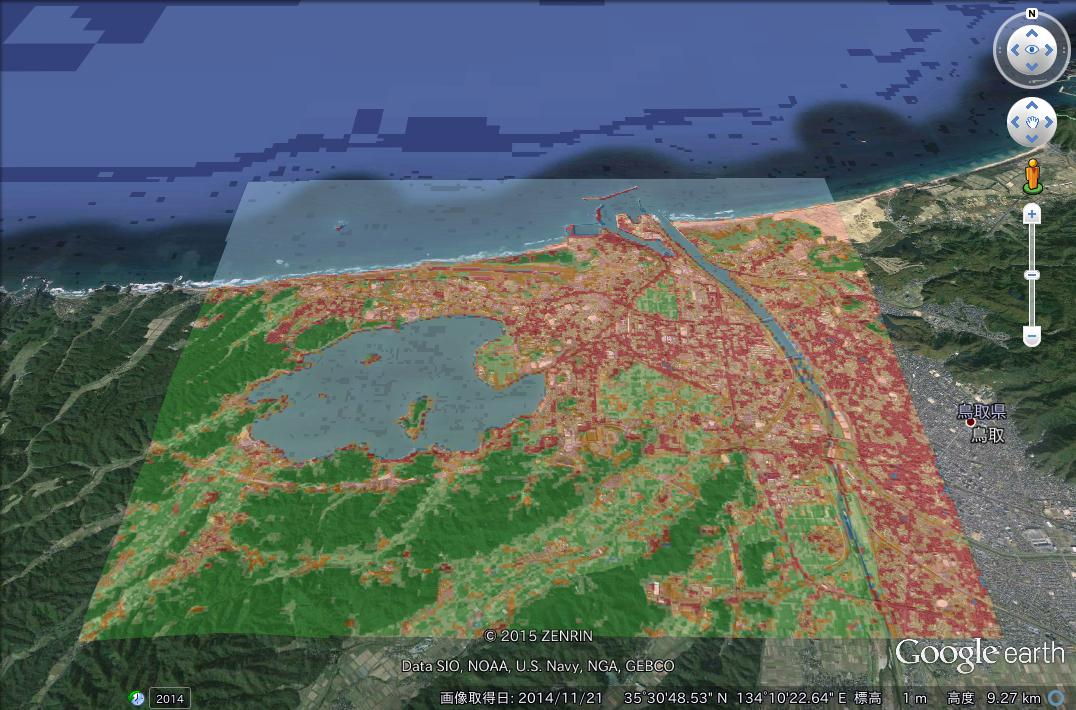 N
鳥取県
鳥取
© 2015 ZENRIN
Data SIO, NOAA, U.S. Navy, NGA, GEBCO
Google earth
2014
画像取得日: 2014/11/21 35°30'48.53" N 134°10'22.64" E 標高 1 m 高度 9.27 km